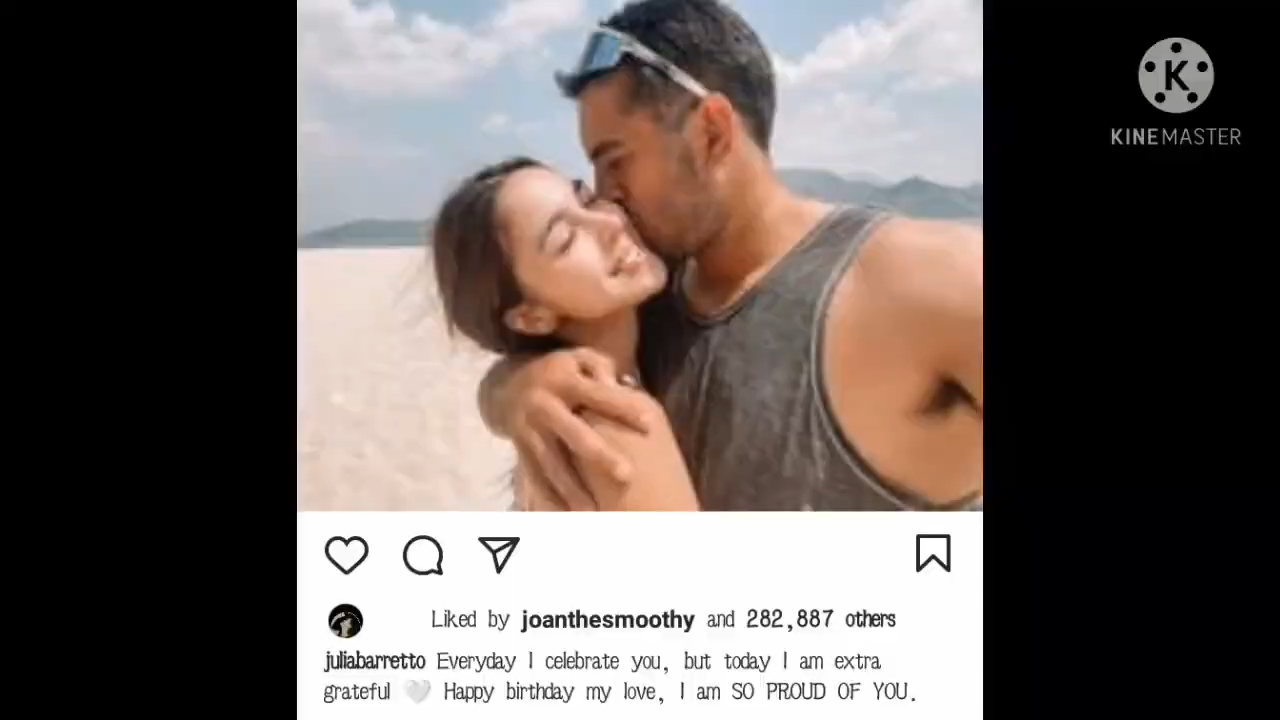 K
KINEMASTER
Liked by joanthesmoothy and 282,887 others
juliabarretto Everyday I celebrate you, but today I am extra
grateful 🤍 Happy birthday my love, I am SO PROUD OF YOU.